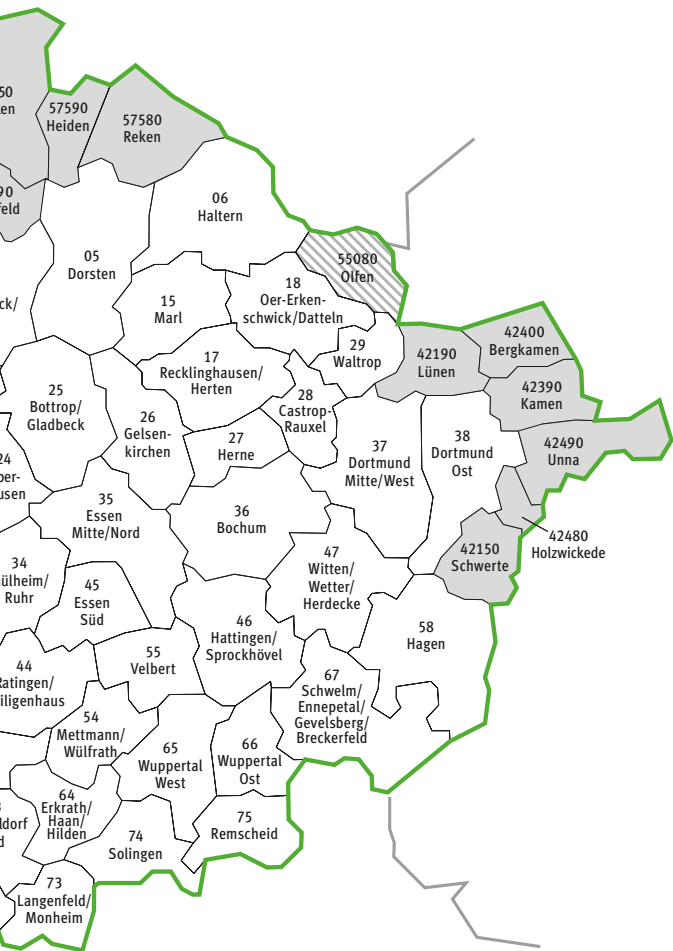 50
57590
Heiden
57580
Reken
06
Haltern
05
Dorsten
55080
Olfen
15
Marl
18
Oer-Erken-
schwick/Datteln
29
Waltrop
42400
Bergkamen
42190
Lünen
17
Recklinghausen/
Herten
42390
Kamen
25
Bottrop/
Gladbeck
28
Castrop-
Rauxel
26
Gelsen-
kirchen
27
Herne
37
Dortmund
Mitte/West
38
Dortmund
Ost
42490
Unna
35
Essen
Mitte/Nord
36
Bochum
42480
Holzwickede
42150
Schwerte
34
Ruhr
45
Essen
Süd
47
Witten/
Wetter/
Herdecke
46
Hattingen/
Sprockhövel
58
Hagen
44
55
Velbert
67
Schwelm/
Ennepetal/
Gevelsberg/
Breckerfeld
54
Mettmann/
Wülfrath
65
Wuppertal
West
66
Wuppertal
Ost
64
Erkrath/
Haan/
Hilden
74
Solingen
75
Remscheid
73
Langenfeld/
Monheim